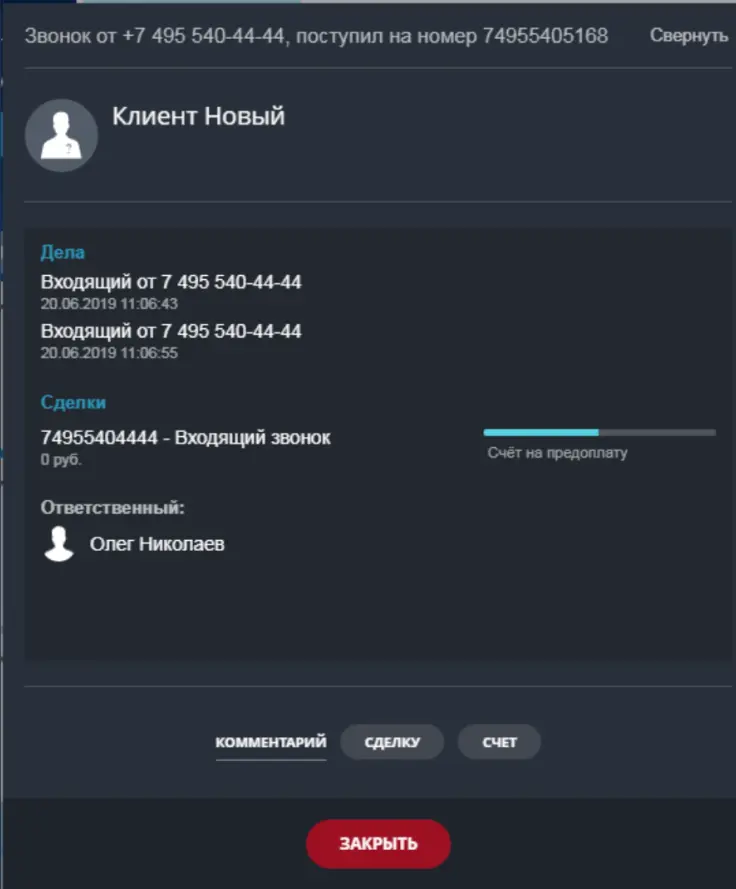 Звонок от +7 495 540-44-44, поступил на номер 74955405168 Свернуть
Клиент Новый
Дела
Входящий от 7 495 540-44-44
20.06.2019 11:06:43
Входящий от 7 495 540-44-44
20.06.2019 11:06:55
Сделки
74955404444 - Входящий звонок
0 руб.
Счёт на предоплату
Ответственный:
Олег Николаев
КОММЕНТАРИЙ СДЕЛКУ СЧЕТ
ЗАКРЫТЬ